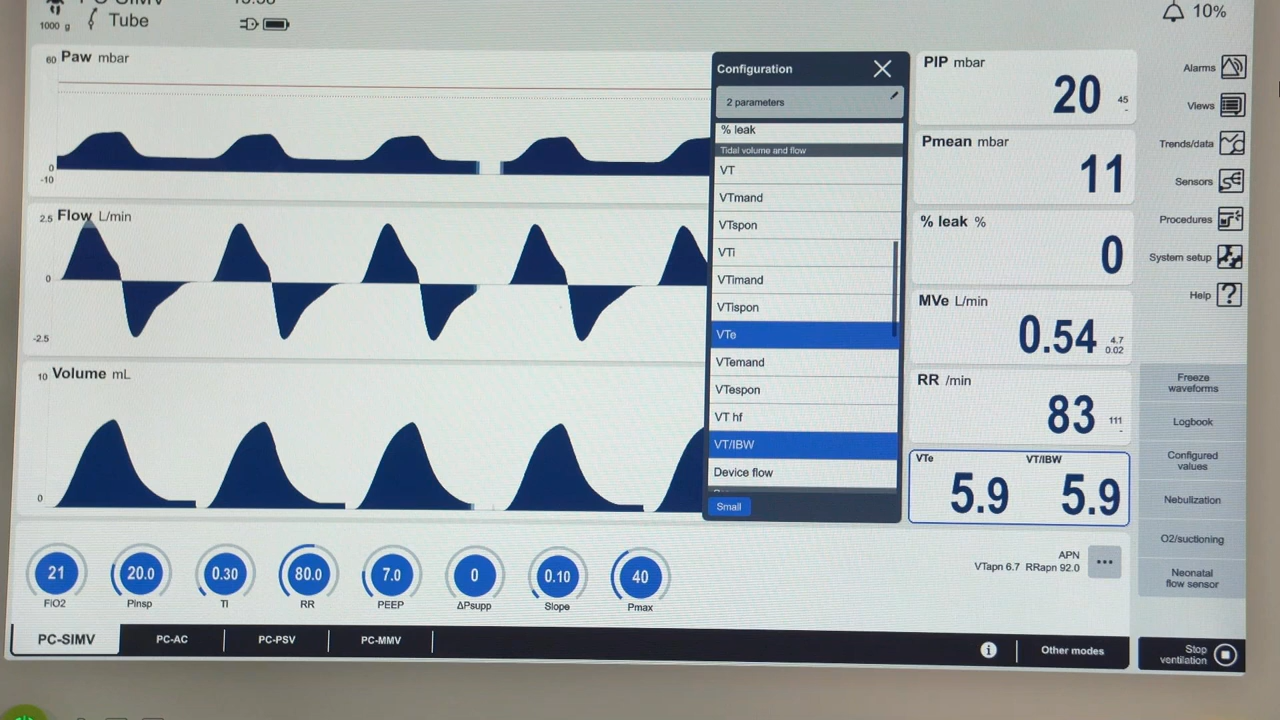 PC-SIMV
1000 g
Tube
10%
60 Paw mbar
0
-10
2.5 Flow L/min
0
-2.5
10 Volume mL
0
Configuration
2 parameters
% leak
Tidal volume and flow
VT
VTmand
VTspon
VTi
VTimand
VTispon
VTe
VTemand
VTespon
VT hf
VT/IBW
Device flow
Small
PIP mbar
20 45
-
Pmean mbar
11
% leak %
0
MVe L/min
0.54 4.7
0.02
RR /min
83 111
-
VTe VT/IBW
5.9 5.9
Alarms
Views
Trends/data
Sensors
Procedures
System setup
Help ?
Freeze
waveforms
Logbook
Configured
values
Nebulization
O2/suctioning
Neonatal
flow sensor
21 20.0 0.30 80.0 7.0 0 0.10 40
FiO2 Pinsp TI RR PEEP ΔPsupp Slope Pmax
APN
VTapn 6.7 RRapn 92.0
PC-SIMV PC-AC PC-PSV PC-MMV
i Other modes
Stop
ventilation